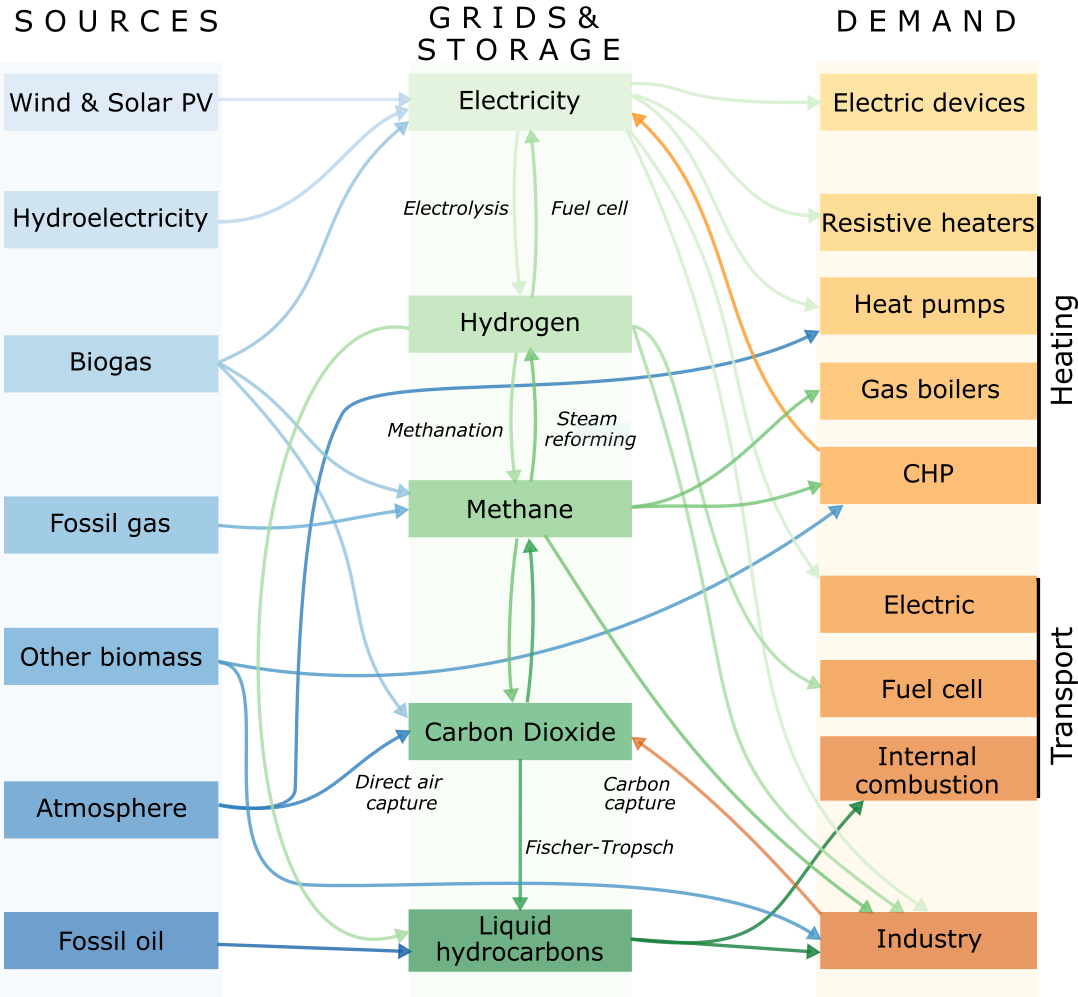 SOURCES
GRIDS &
STORAGE
DEMAND
Wind & Solar PV
Hydroelectricity
Biogas
Fossil gas
Other biomass
Atmosphere
Fossil oil
Electricity
Electrolysis
Fuel cell
Hydrogen
Methanation
Steam
reforming
Methane
Carbon Dioxide
Direct air
capture
Carbon
capture
Fischer-Tropsch
Liquid
hydrocarbons
Electric devices
Resistive heaters
Heat pumps
Gas boilers
CHP
Heating
Electric
Fuel cell
Internal
combustion
Transport
Industry